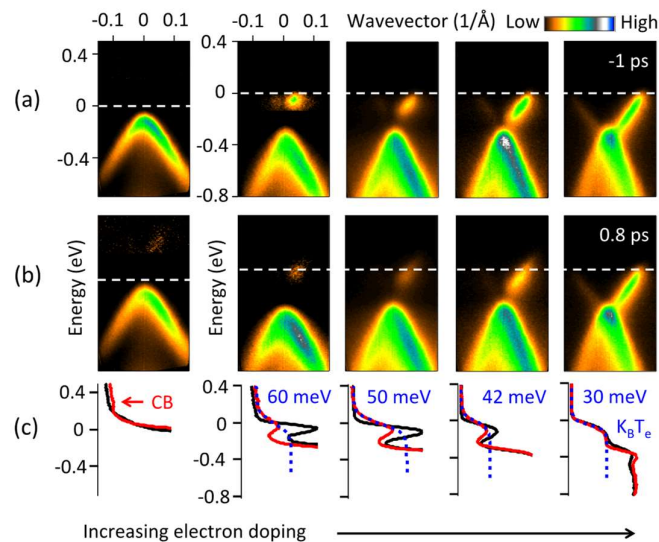 -0.1 0 0.1 -0.1 0 0.1 Wavevector (1/Å) Low High
(a) 0.4 0 -0.4 0.4 0 -0.4 -0.8 -1 ps
(b) Energy (eV) Energy (eV) 0.8 ps
(c) 0.4 0 -0.4 CB 0.4 0 -0.4 -0.8 60 meV 50 meV 42 meV 30 meV
K_BT_e
Increasing electron doping